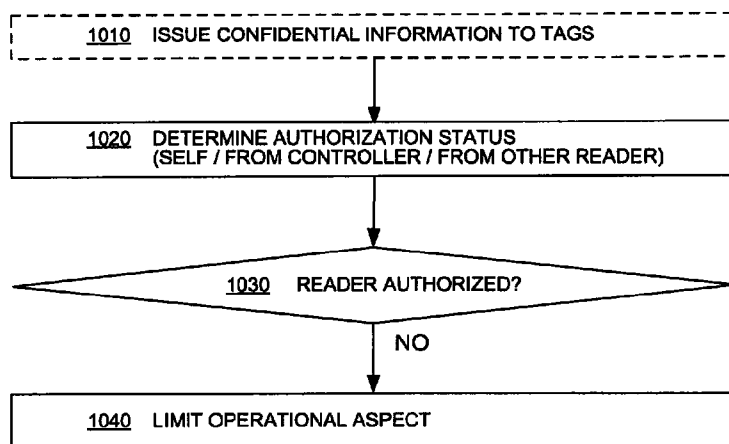 1010 ISSUE CONFIDENTIAL INFORMATION TO TAGS
1020 DETERMINE AUTHORIZATION STATUS
(SELF / FROM CONTROLLER / FROM OTHER READER)
1030 READER AUTHORIZED?
NO
1040 LIMIT OPERATIONAL ASPECT